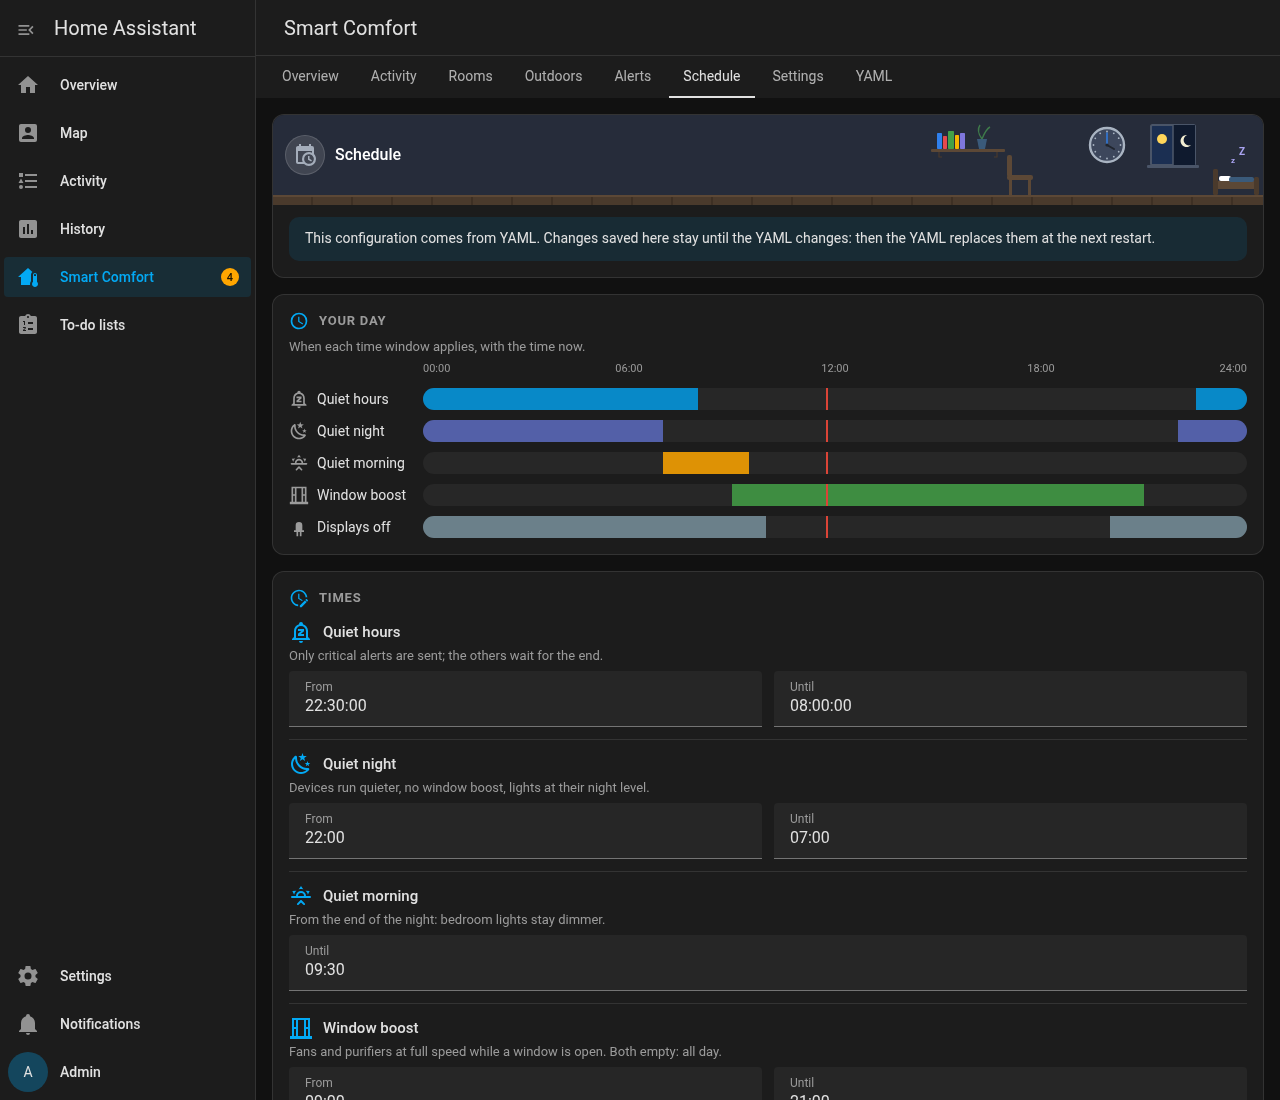 Home Assistant
Overview
Map
Activity
History
Smart Comfort
4
To-do lists
Settings
Notifications
A
Admin
Smart Comfort
Overview Activity Rooms Outdoors Alerts Schedule Settings YAML
Schedule
z Z
This configuration comes from YAML. Changes saved here stay until the YAML changes: then the YAML replaces them at the next restart.
YOUR DAY
When each time window applies, with the time now.
00:00 06:00 12:00 18:00 24:00
Quiet hours
Quiet night
Quiet morning
Window boost
Displays off
TIMES
Quiet hours
Only critical alerts are sent; the others wait for the end.
From
22:30:00
Until
08:00:00
Quiet night
Devices run quieter, no window boost, lights at their night level.
From
22:00
Until
07:00
Quiet morning
From the end of the night: bedroom lights stay dimmer.
Until
09:30
Window boost
Fans and purifiers at full speed while a window is open. Both empty: all day.
From
09:00
Until
21:00